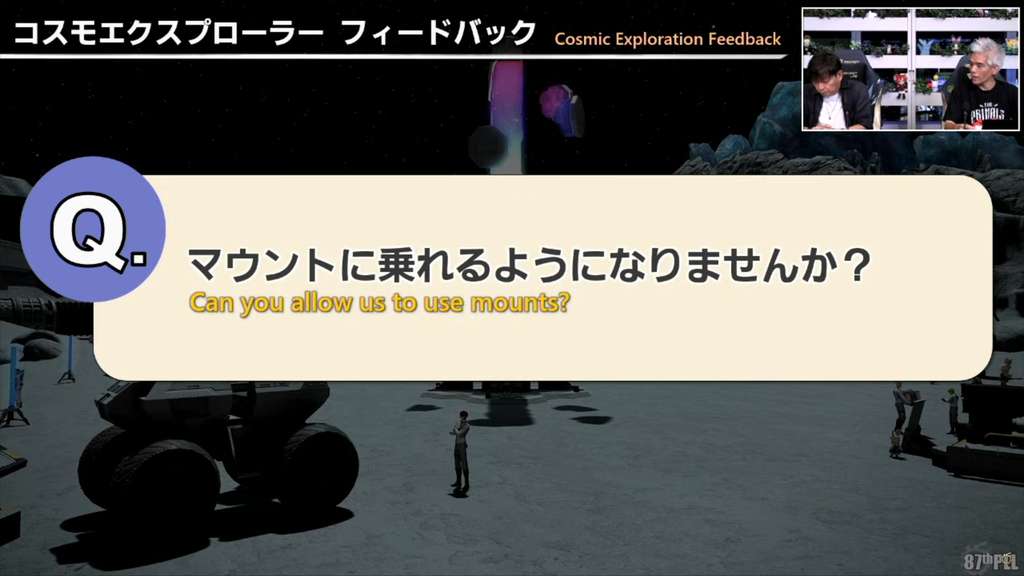 コスモエクスプローラー フィードバック Cosmic Exploration Feedback
THE
PRIMALS
Q.
マウントに乗れるようになりませんか？
Can you allow us to use mounts?
87th PLL